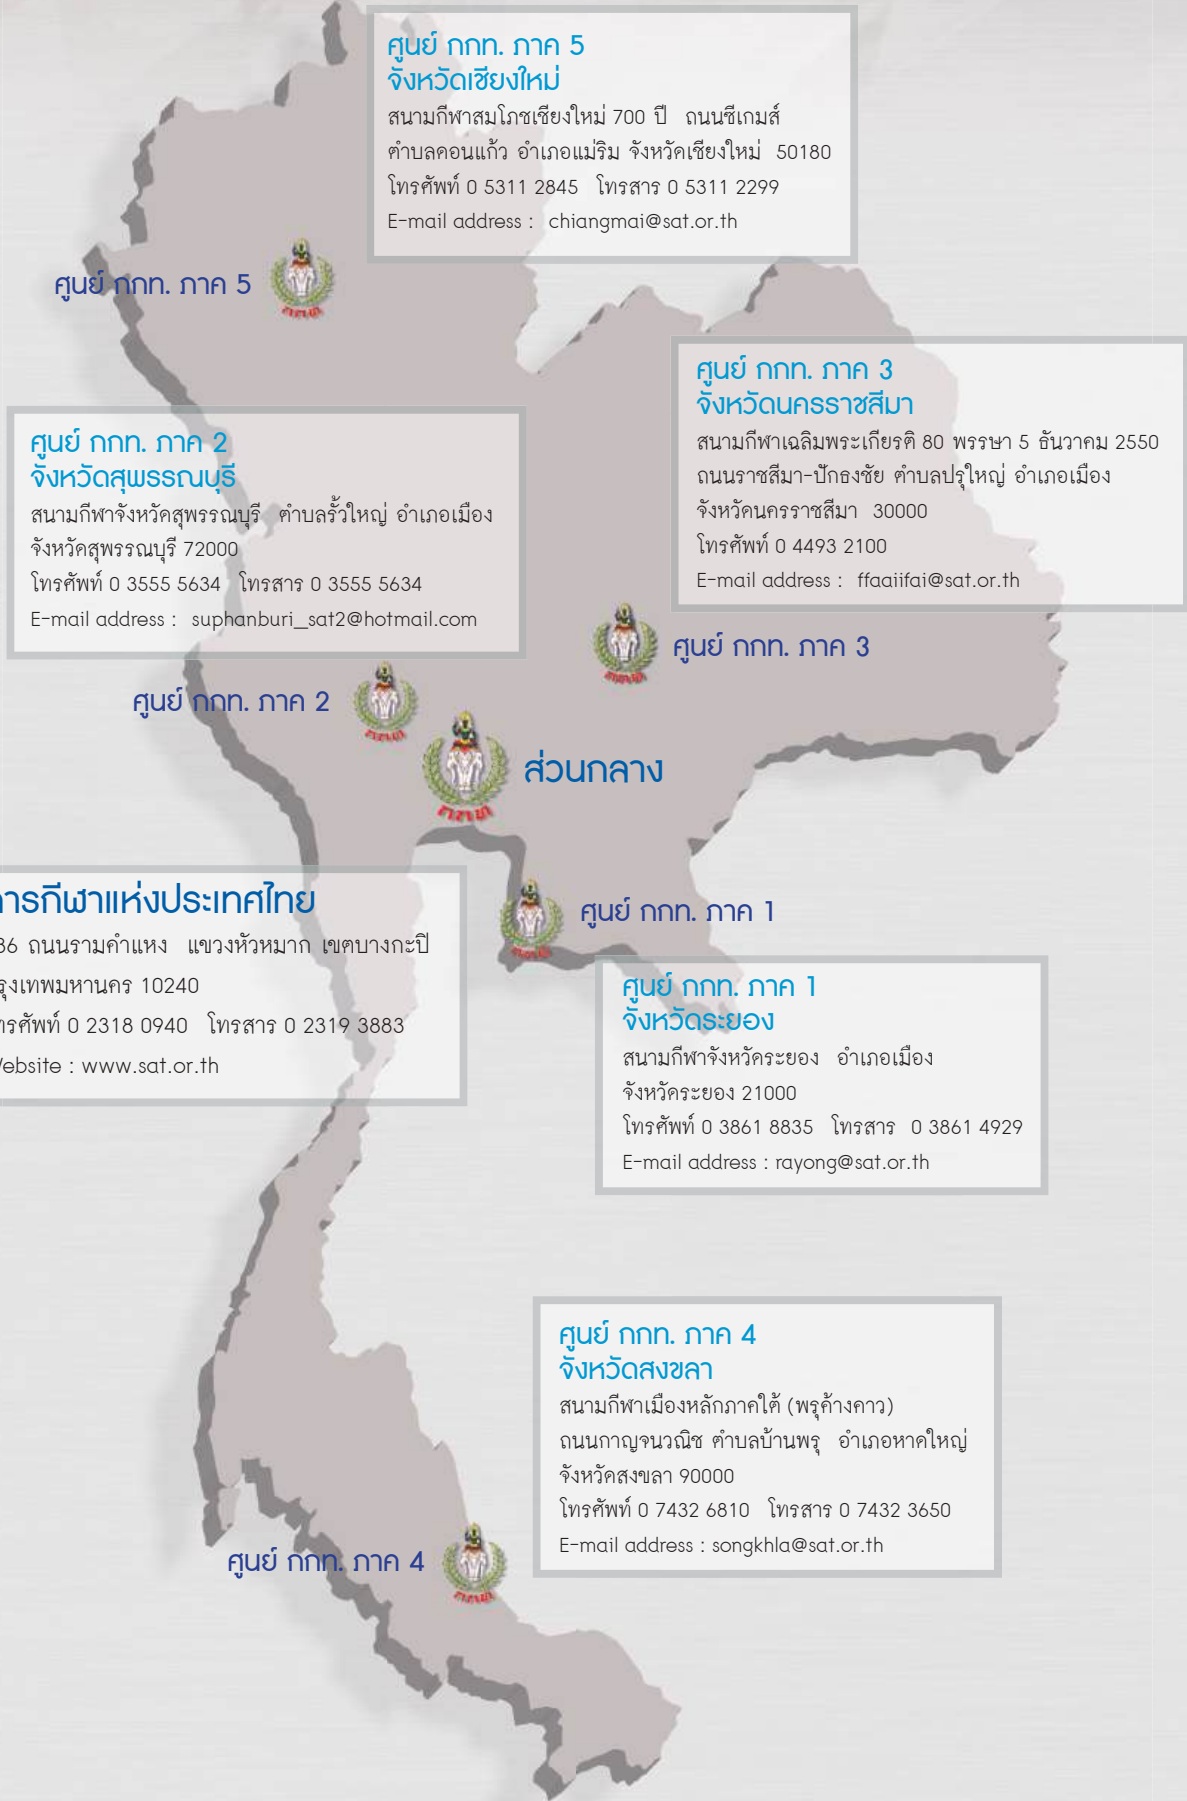 ศูนย์ กกท. ภาค 5
จังหวัดเชียงใหม่
สนามกีฬาสมโภชเชียงใหม่ 700 ปี ถนนซีเกมส์
ตำบลดอนแก้ว อำเภอแม่ริม จังหวัดเชียงใหม่ 50180
โทรศัพท์ 0 5311 2845 โทรสาร 0 5311 2299
E-mail address : chiangmai@sat.or.th
ศูนย์ กกท. ภาค 5
ศูนย์ กกท. ภาค 3
จังหวัดนครราชสีมา
สนามกีฬาเฉลิมพระเกียรติ 80 พรรษา 5 ธันวาคม 2550
ถนนราชสีมา-ปักธงชัย ตำบลปรุใหญ่ อำเภอเมือง
จังหวัดนครราชสีมา 30000
โทรศัพท์ 0 4493 2100
E-mail address : ffaaiifai@sat.or.th
ศูนย์ กกท. ภาค 2
จังหวัดสุพรรณบุรี
สนามกีฬาจังหวัดสุพรรณบุรี ตำบลรั้วใหญ่ อำเภอเมือง
จังหวัดสุพรรณบุรี 72000
โทรศัพท์ 0 3555 5634 โทรสาร 0 3555 5634
E-mail address : suphanburi_sat2@hotmail.com
ศูนย์ กกท. ภาค 3
ศูนย์ กกท. ภาค 2
ส่วนกลาง
การกีฬาแห่งประเทศไทย
86 ถนนรามคำแหง แขวงหัวหมาก เขตบางกะปิ
กรุงเทพมหานคร 10240
โทรศัพท์ 0 2318 0940 โทรสาร 0 2319 3883
Website : www.sat.or.th
ศูนย์ กกท. ภาค 1
ศูนย์ กกท. ภาค 1
จังหวัดระยอง
สนามกีฬาจังหวัดระยอง อำเภอเมือง
จังหวัดระยอง 21000
โทรศัพท์ 0 3861 8835 โทรสาร 0 3861 4929
E-mail address : rayong@sat.or.th
ศูนย์ กกท. ภาค 4
จังหวัดสงขลา
สนามกีฬาเมืองหลักภาคใต้ (พรุค้างคาว)
ถนนกาญจนวณิช ตำบลบ้านพรุ อำเภอหาดใหญ่
จังหวัดสงขลา 90000
โทรศัพท์ 0 7432 6810 โทรสาร 0 7432 3650
E-mail address : songkhla@sat.or.th
ศูนย์ กกท. ภาค 4